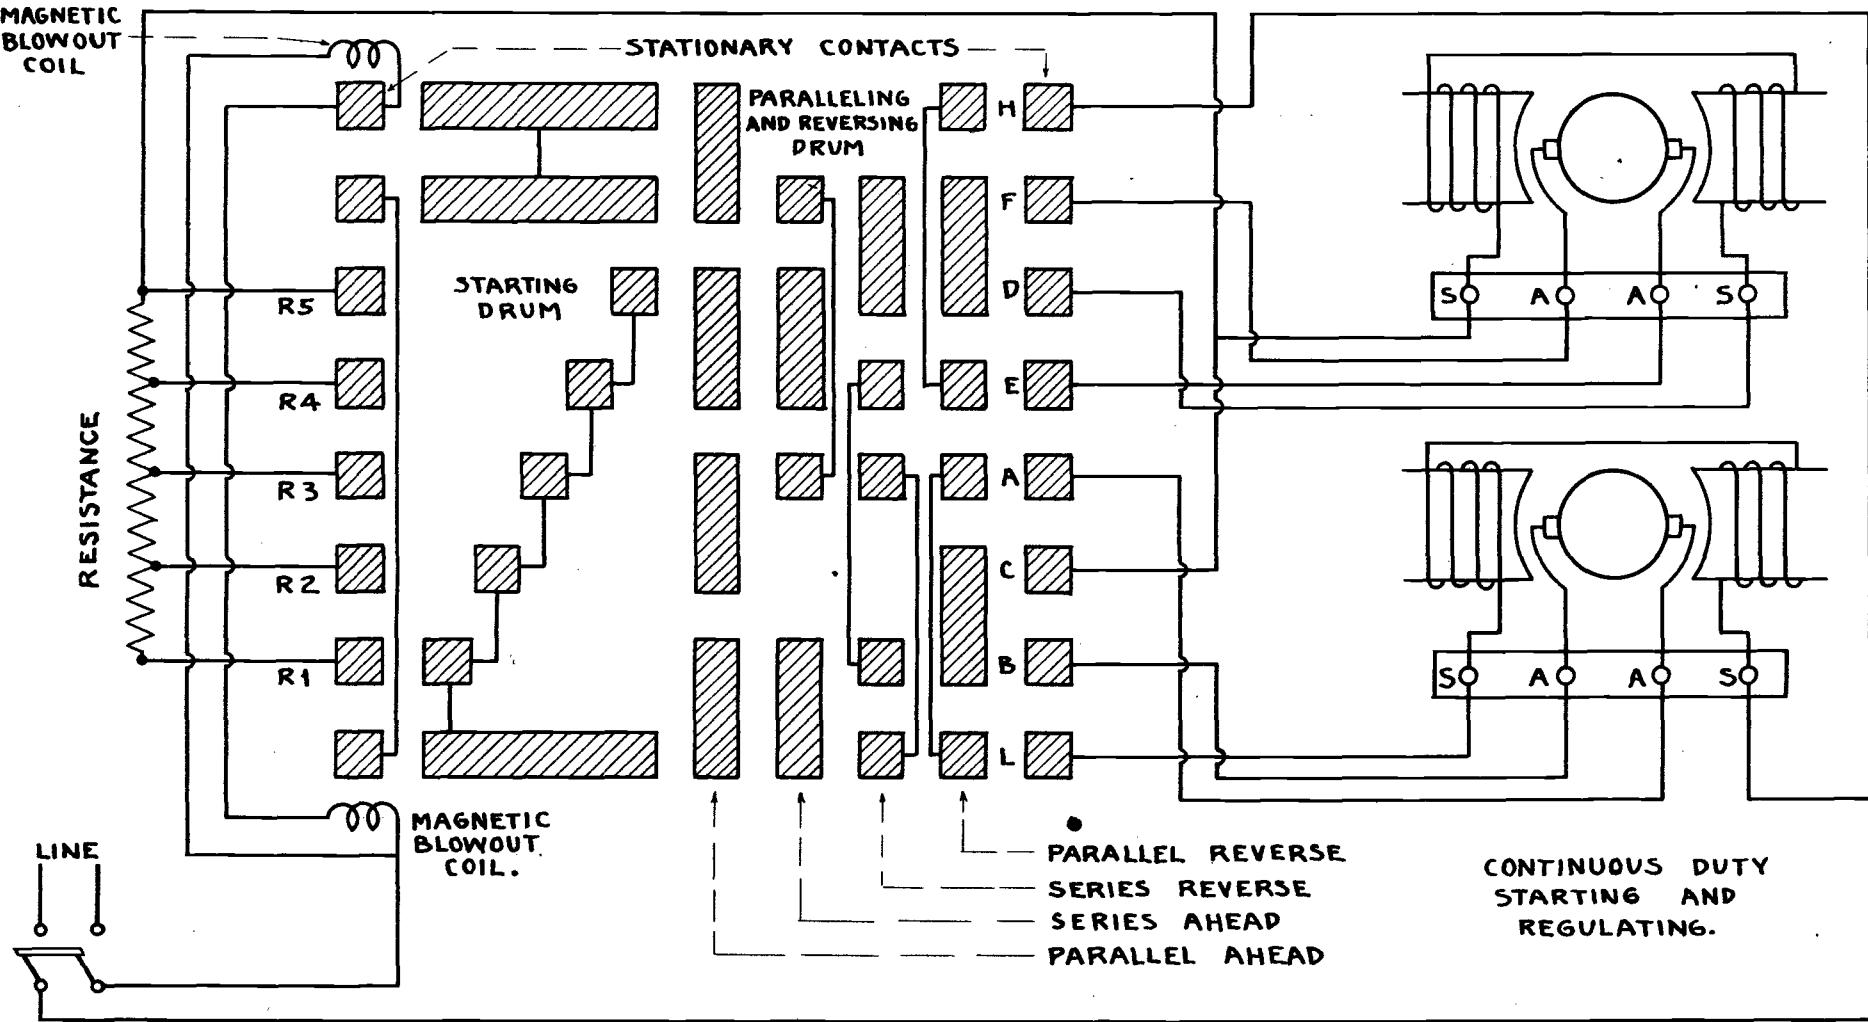 MAGNETIC
BLOWOUT
COIL
STATIONARY CONTACTS
PARALLELING
AND REVERSING
DRUM
H
F
STARTING
DRUM
D
R5
R4
E
R3
A
R2
C
R1
B
L
RESISTANCE
S A A S
S A A S
MAGNETIC
BLOWOUT
COIL.
LINE
PARALLEL REVERSE
SERIES REVERSE
SERIES AHEAD
PARALLEL AHEAD
CONTINUOUS DUTY
STARTING AND
REGULATING.